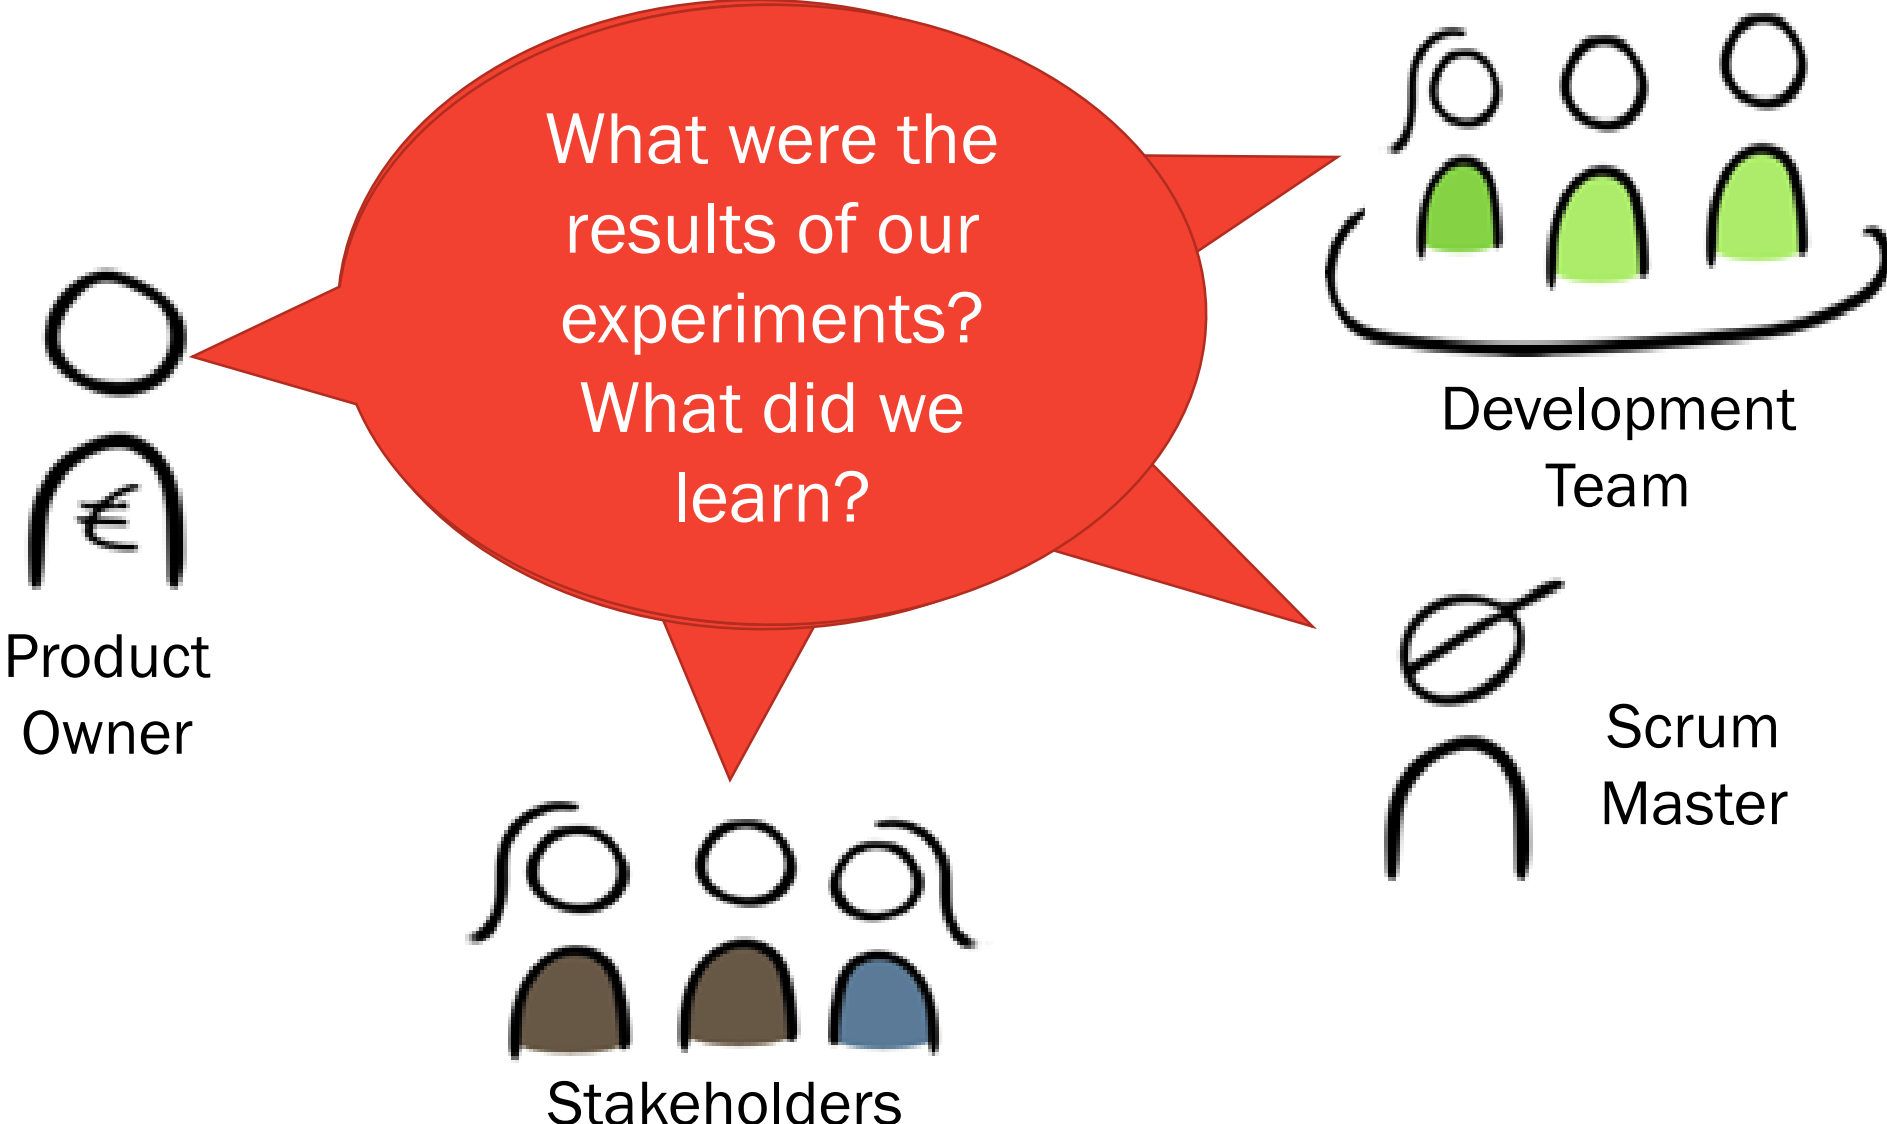 What were the
results of our
experiments?
What did we
learn?
Development
Team
€
Product
Owner
Scrum
Master
Stakeholders